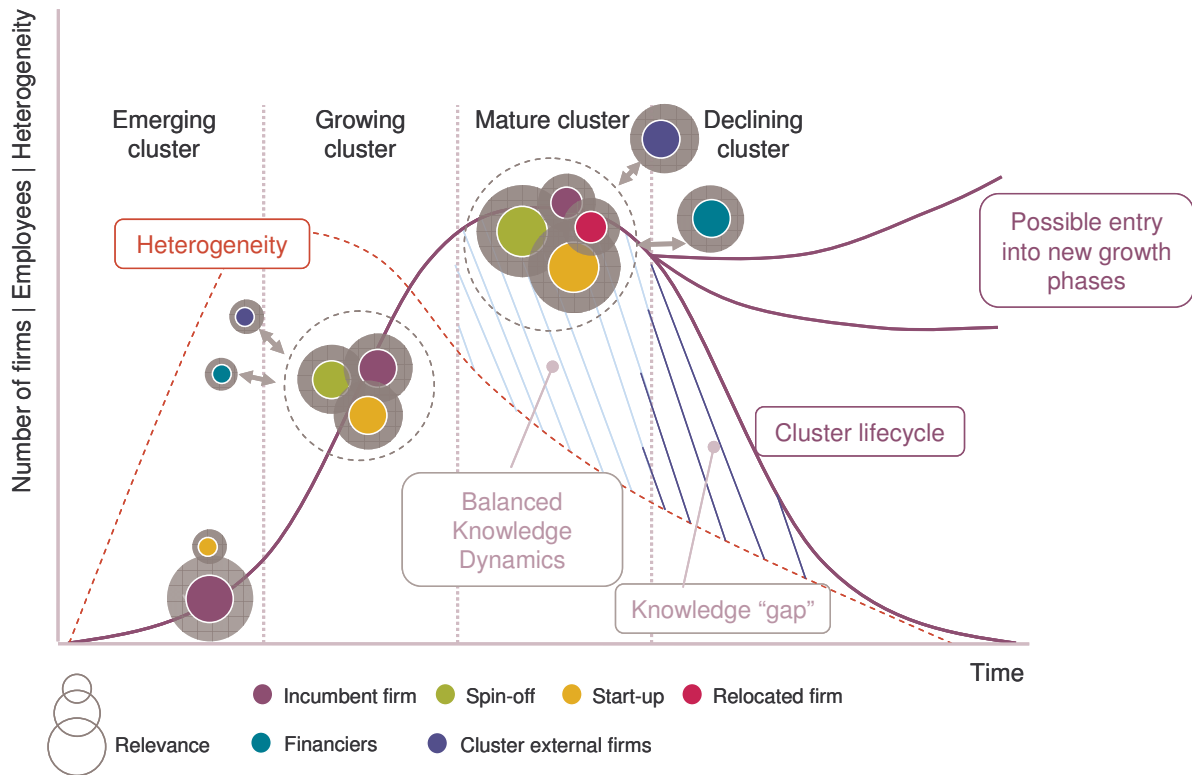 Number of firms | Employees | Heterogeneity
Emerging
cluster
Growing
cluster
Mature cluster
Declining
cluster
Heterogeneity
Possible entry
into new growth
phases
Cluster lifecycle
Balanced
Knowledge
Dynamics
Knowledge “gap”
Time
Relevance
Incumbent firm
Spin-off
Start-up
Relocated firm
Financiers
Cluster external firms